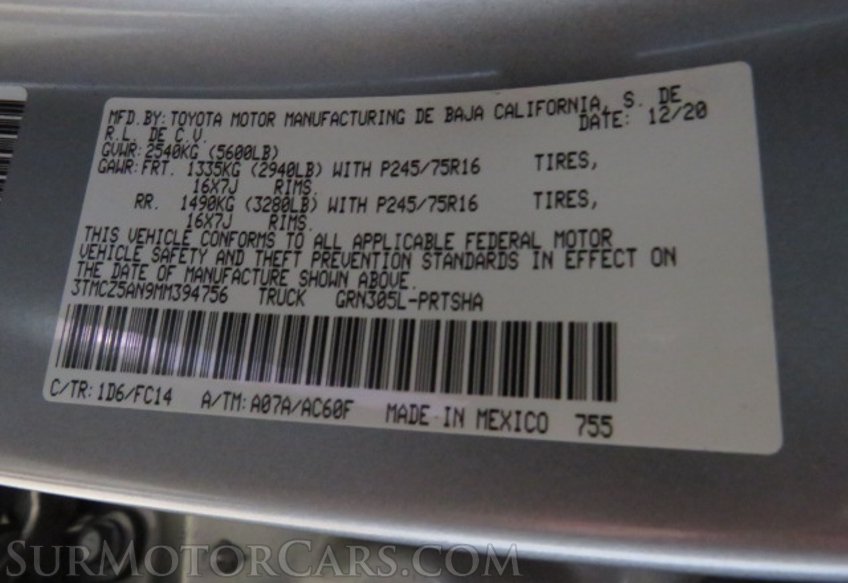 MFD. BY: TOYOTA MOTOR MANUFACTURING DE BAJA CALIFORNIA, S. DE
R.L. DE C.V. DATE: 12/20
GVWR: 2540KG (5600LB)
GAWR: FRT. 1335KG (2940LB) WITH P245/75R16 TIRES,
16X7J RIMS.
RR. 1490KG (3280LB) WITH P245/75R16 TIRES,
16X7J RIMS.
THIS VEHICLE CONFORMS TO ALL APPLICABLE FEDERAL MOTOR
VEHICLE SAFETY AND THEFT PREVENTION STANDARDS IN EFFECT ON
THE DATE OF MANUFACTURE SHOWN ABOVE.
3TMCZ5AN9MM394756 TRUCK GRN305L-PRTSHA
C/TR: 1D6/FC14 A/TM: A07A/AC60F MADE IN MEXICO 755
SURMOTORCARS.COM